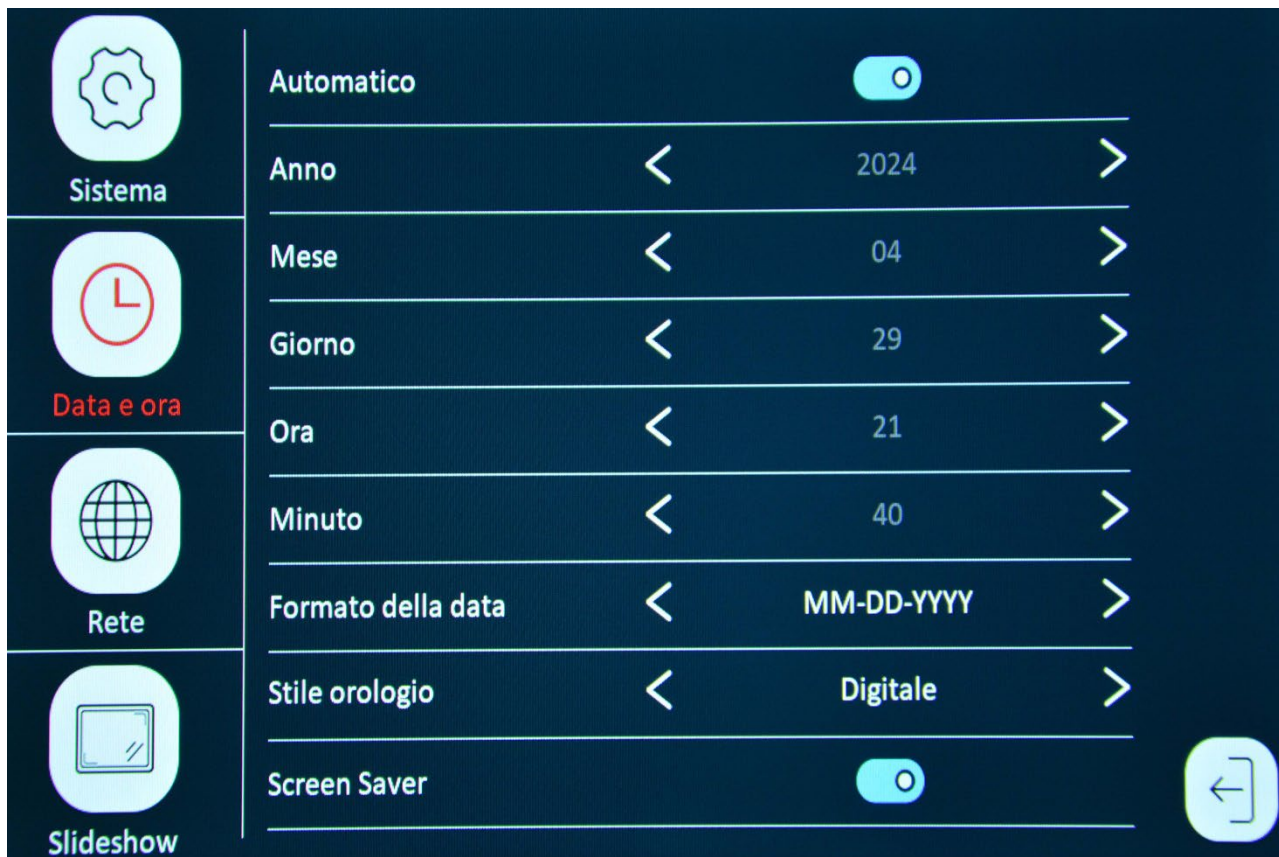 Sistema
Data e ora
Rete
Slideshow
Automatico
Anno 2024
Mese 04
Giorno 29
Ora 21
Minuto 40
Formato della data MM-DD-YYYY
Stile orologio Digitale
Screen Saver